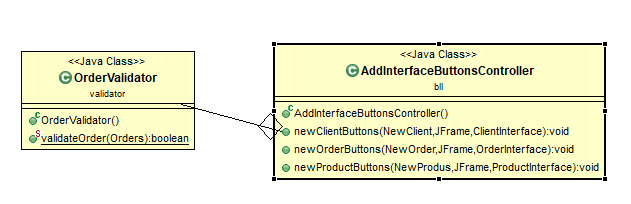 <<Java Class>>
OrderValidator
validator
OrderValidator()
validateOrder(Orders):boolean
<<Java Class>>
AddInterfaceButtonsController
bll
AddInterfaceButtonsController()
newClientButtons(NewClient,JFrame,ClientInterface):void
newOrderButtons(NewOrder,JFrame,OrderInterface):void
newProductButtons(NewProdus,JFrame,ProductInterface):void